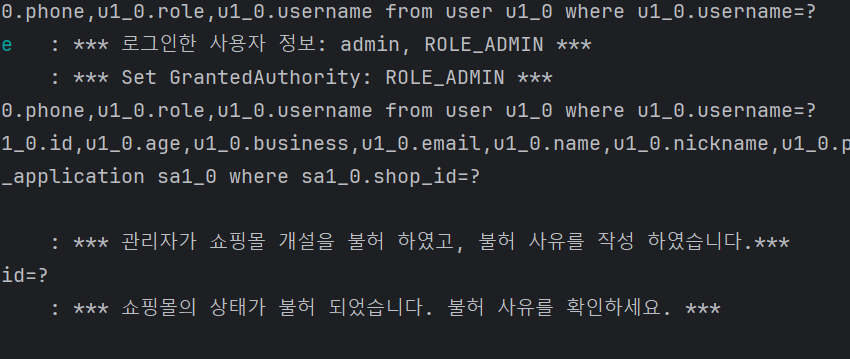 0.phone,u1_0.role,u1_0.username from user u1_0 where u1_0.username=?
e : *** 로그인한 사용자 정보: admin, ROLE_ADMIN ***
: *** Set GrantedAuthority: ROLE_ADMIN ***
0.phone,u1_0.role,u1_0.username from user u1_0 where u1_0.username=?
1_0.id,u1_0.age,u1_0.business,u1_0.email,u1_0.name,u1_0.nickname,u1_0.p
_application sa1_0 where sa1_0.shop_id=?
: *** 관리자가 쇼핑몰 개설을 불허 하였고, 불허 사유를 작성 하였습니다.***
id=?
: *** 쇼핑몰의 상태가 불허 되었습니다. 불허 사유를 확인하세요. ***